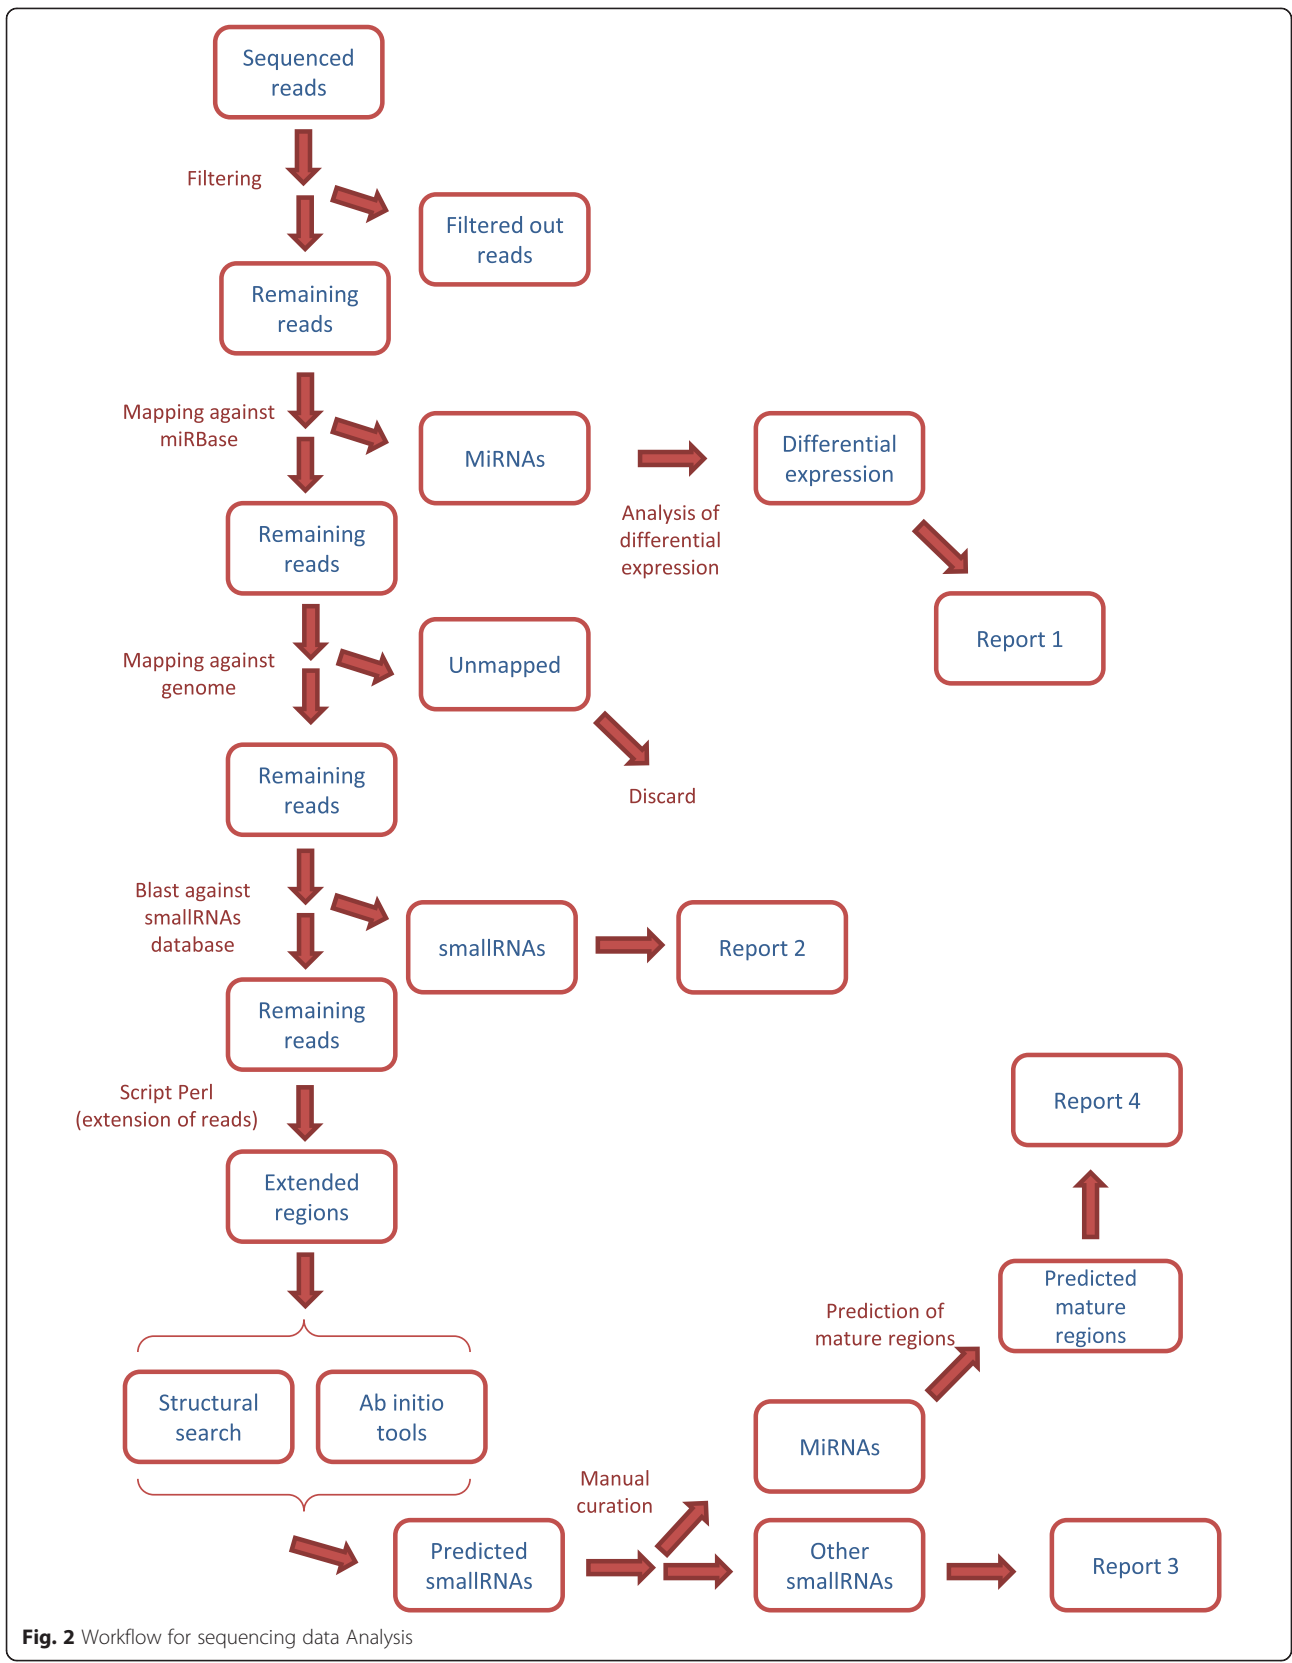 Sequenced
reads
Filtering
Filtered out
reads
Remaining
reads
Mapping against
miRBase
MiRNAs
Analysis of
differential
expression
Differential
expression
Report 1
Remaining
reads
Mapping against
genome
Unmapped
Discard
Remaining
reads
Blast against
smallRNAs
database
smallRNAs
Report 2
Remaining
reads
Script Perl
(extension of reads)
Extended
regions
Structural
search
Ab initio
tools
Predicted
smallRNAs
Manual
curation
MiRNAs
Prediction of
mature regions
Predicted
mature
regions
Report 4
Other
smallRNAs
Report 3
Fig. 2 Workflow for sequencing data Analysis